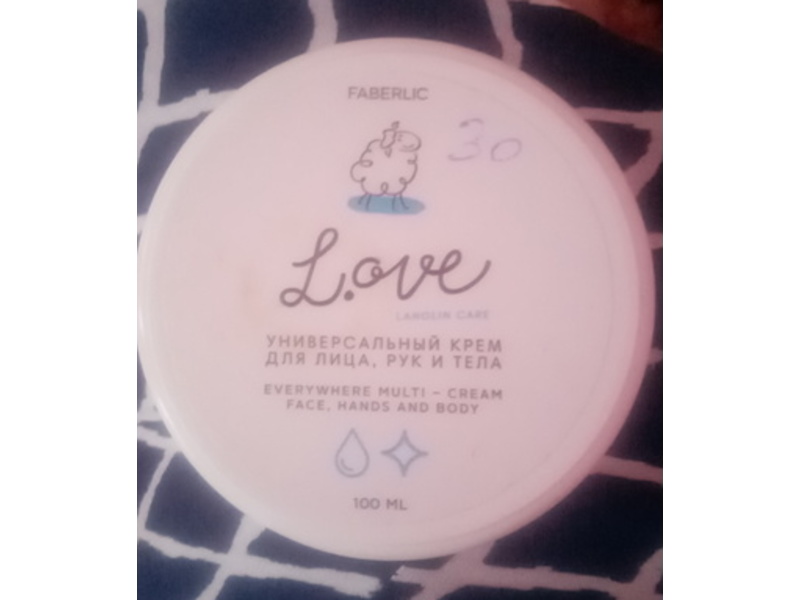 FABERLIC
30
L.ove
LANOLIN CARE
УНИВЕРСАЛЬНЫЙ КРЕМ
ДЛЯ ЛИЦА, РУК И ТЕЛА
EVERYWHERE MULTI – CREAM
FACE, HANDS AND BODY
100 ML